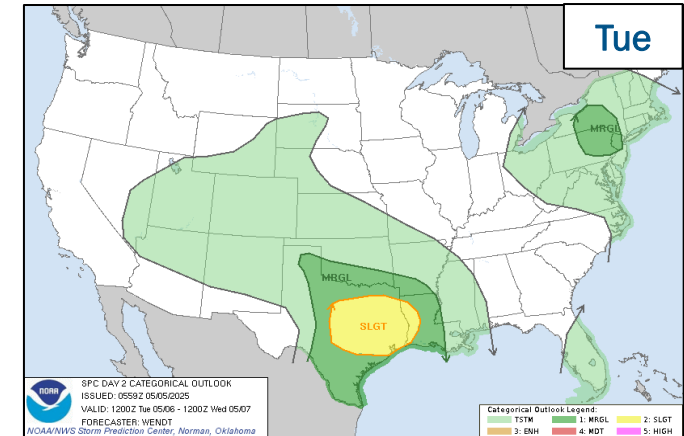 Tue
MRGL
MRGL
SLGT
NOAA
SPC DAY 2 CATEGORICAL OUTLOOK
ISSUED: 0559Z 05/05/2025
VALID: 1200Z Tue 05/06 - 1200Z Wed 05/07
FORECASTER: WENDT
NOAA/NWS Storm Prediction Center, Norman, Oklahoma
Categorical Outlook Legend:
TSTM 1: MRGL 2: SLGT
3: ENH 4: MDT 5: HIGH